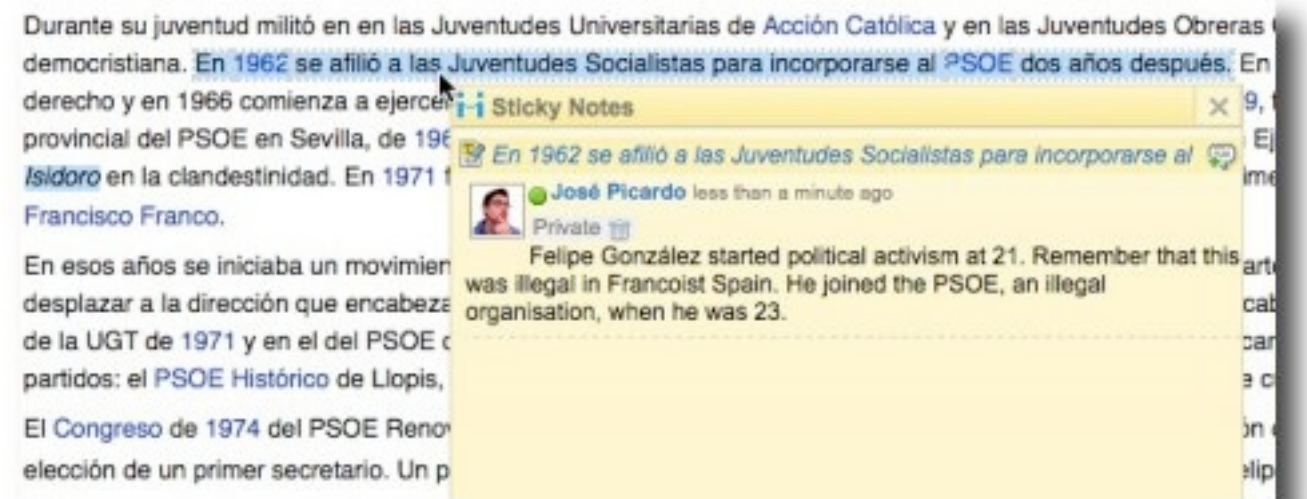 Durante su juventud militó en en las Juventudes Universitarias de Acción Católica y en las Juventudes Obreras
democristiana. En 1962 se afilió a las Juventudes Socialistas para incorporarse al PSOE dos años después. En
derecho y en 1966 comienza a ejercer
provincial del PSOE en Sevilla, de 196
Isidoro en la clandestinidad. En 1971
Francisco Franco.
En esos años se iniciaba un movimien
desplazar a la dirección que encabeza
de la UGT de 1971 y en el del PSOE
partidos: el PSOE Histórico de Llopis,
El Congreso de 1974 del PSOE Reno
elección de un primer secretario. Un p
Sticky Notes
En 1962 se afilió a las Juventudes Socialistas para incorporarse al
José Picardo less than a minute ago
Private
Felipe González started political activism at 21. Remember that this
was illegal in Francoist Spain. He joined the PSOE, an illegal
organisation, when he was 23.